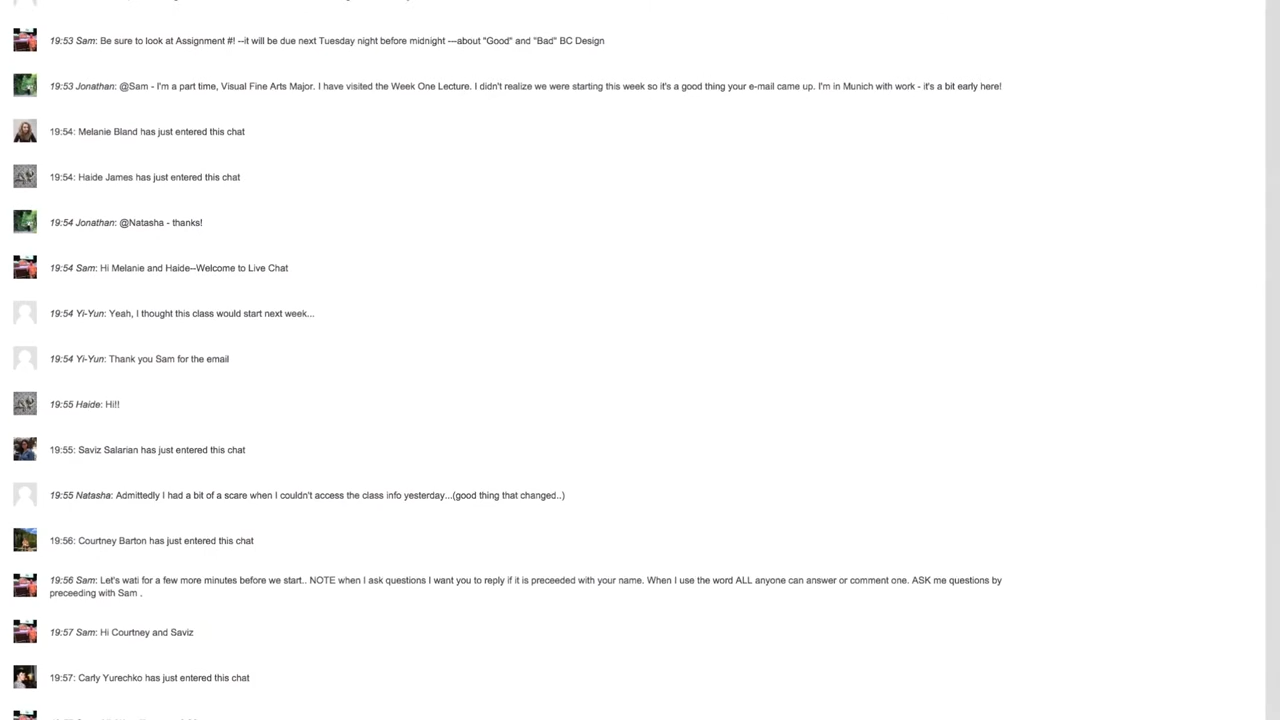 19:53 Sam: Be sure to look at Assignment #! --it will be due next Tuesday night before midnight ---about "Good" and "Bad" BC Design
19:53 Jonathan: @Sam - I'm a part time, Visual Fine Arts Major. I have visited the Week One Lecture. I didn't realize we were starting this week so it's a good thing your e-mail came up. I'm in Munich with work - it's a bit early here!
19:54: Melanie Bland has just entered this chat
19:54: Haide James has just entered this chat
19:54 Jonathan: @Natasha - thanks!
19:54 Sam: Hi Melanie and Haide--Welcome to Live Chat
19:54 Yi-Yun: Yeah, I thought this class would start next week...
19:54 Yi-Yun: Thank you Sam for the email
19:55 Haide: Hi!!
19:55: Saviz Salarian has just entered this chat
19:55 Natasha: Admittedly I had a bit of a scare when I couldn't access the class info yesterday...(good thing that changed..)
19:56: Courtney Barton has just entered this chat
19:56 Sam: Let's wati for a few more minutes before we start.. NOTE when I ask questions I want you to reply if it is preceeded with your name. When I use the word ALL anyone can answer or comment one. ASK me questions by
preceeding with Sam .
19:57 Sam: Hi Courtney and Saviz
19:57: Carly Yurechko has just entered this chat